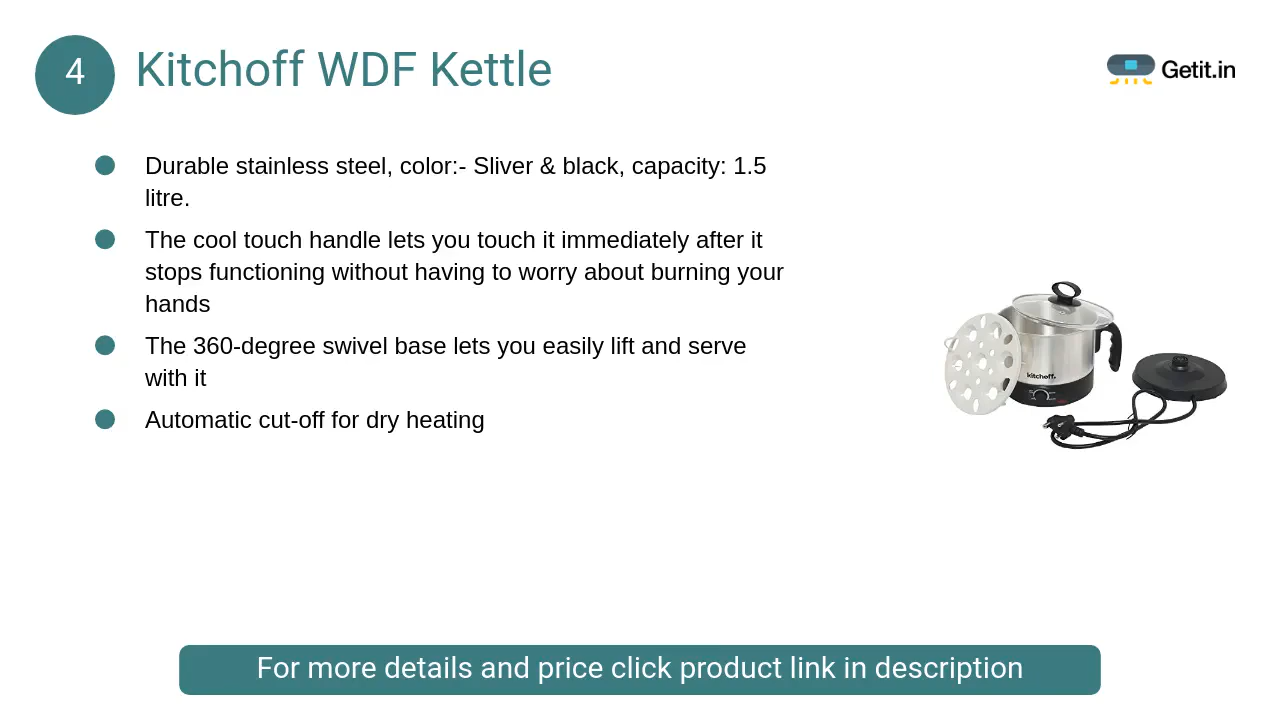 4
Kitchoff WDF Kettle
Getit.in
Durable stainless steel, color:- Sliver & black, capacity: 1.5
litre.
The cool touch handle lets you touch it immediately after it
stops functioning without having to worry about burning your
hands
The 360-degree swivel base lets you easily lift and serve
with it
Automatic cut-off for dry heating
kitchoff.
For more details and price click product link in description